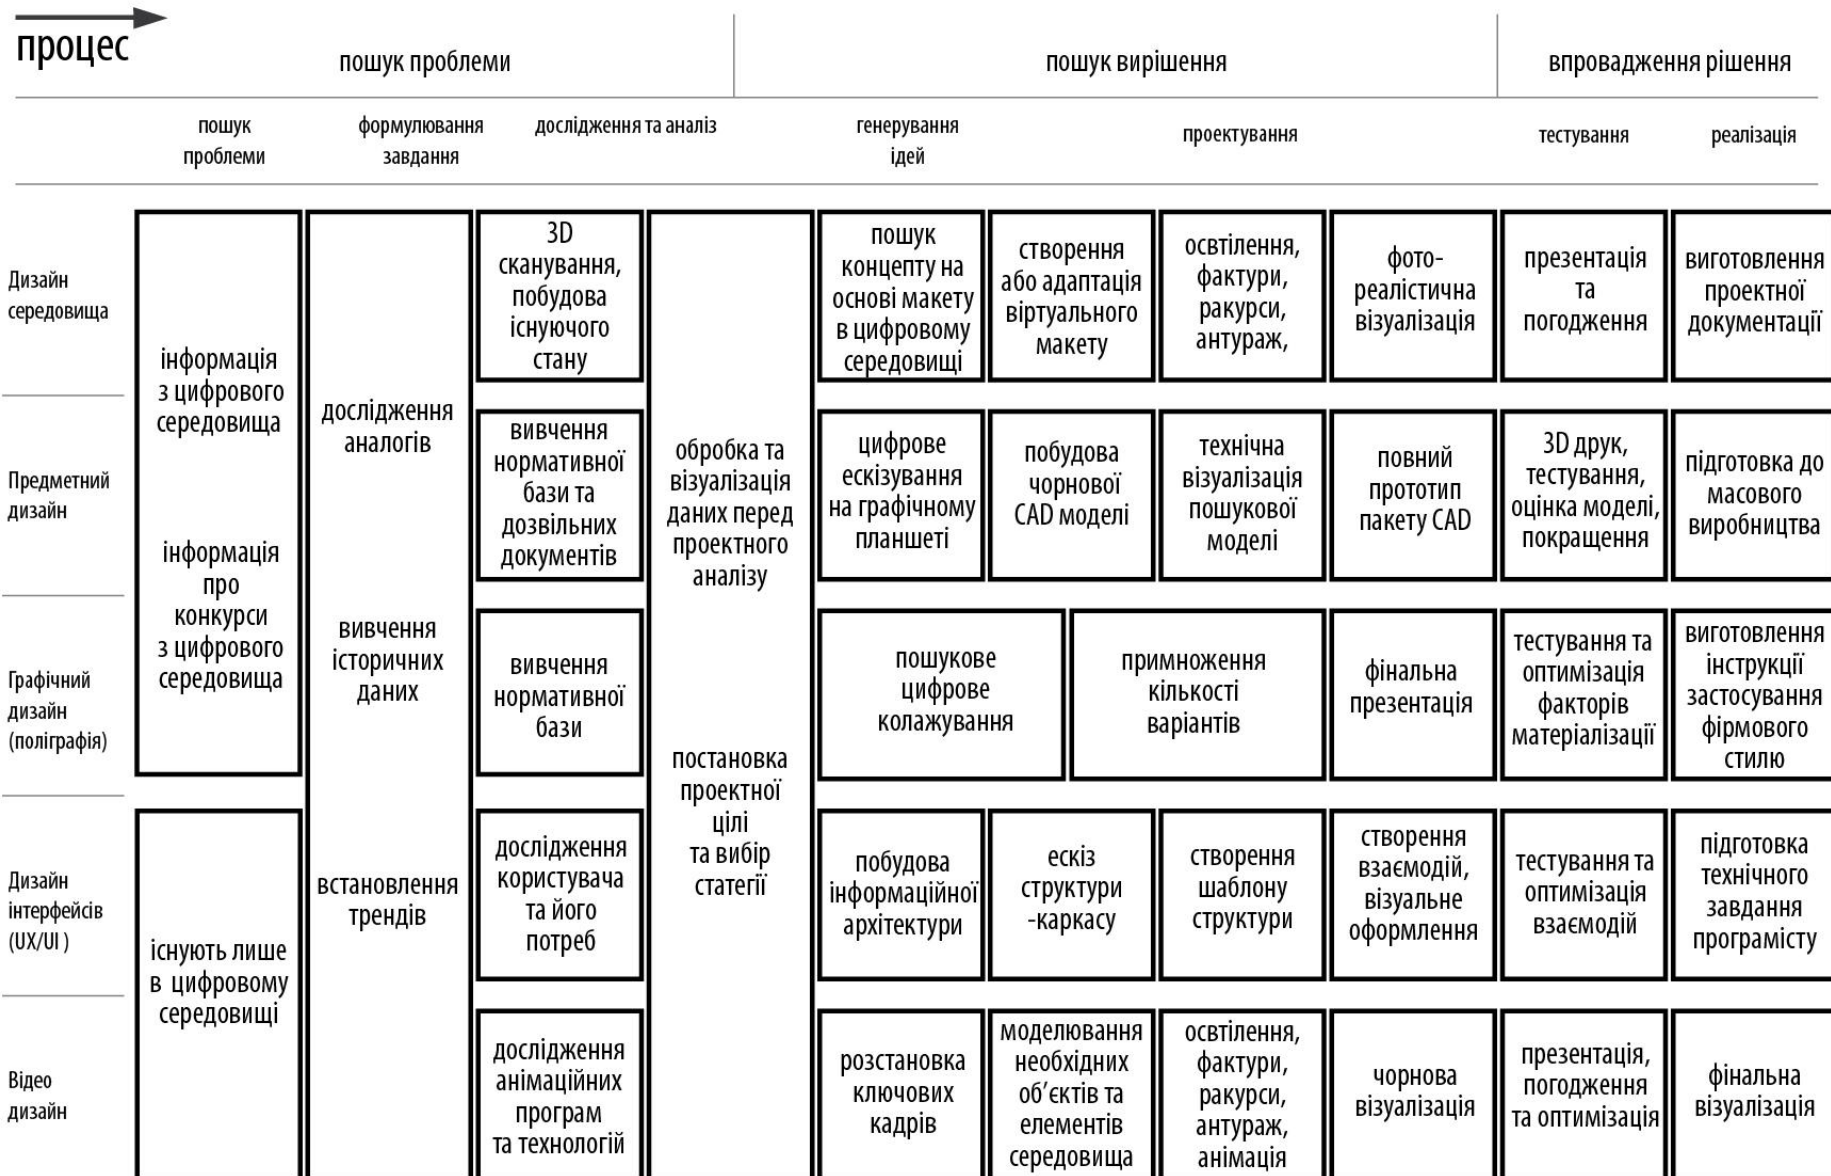 процес
пошук проблеми
пошук вирішення
впровадження рішення
пошук
проблеми
формулювання
завдання
дослідження та аналіз
генерування
ідей
проектування
тестування
реалізація
Дизайн
середовища
інформація
з цифрового
середовища
інформація
про
конкурси
з цифрового
середовища
дослідження
аналогів
вивчення
історичних
даних
встановлення
трендів
3D
сканування,
побудова
існуючого
стану
обробка та
візуалізація
даних перед
проектного
аналізу
постановка
проектної
цілі
та вибір
статегії
пошук
концепту на
основі макету
в цифровому
середовищі
створення
або адаптація
віртуального
макету
освтілення,
фактури,
ракурси,
антураж,
фото-
реалістична
візуалізація
презентація
та
погодження
виготовлення
проектної
документації
Предметний
дизайн
вивчення
нормативної
бази та
дозвільних
документів
цифрове
ескізування
на графічному
планшеті
побудова
чорнової
CAD моделі
технічна
візуалізація
пошукової
моделі
повний
прототип
пакету CAD
3D друк,
тестування,
оцінка моделі,
покращення
підготовка до
масового
виробництва
Графічний
дизайн
(поліграфія)
вивчення
нормативної
бази
пошукове
цифрове
колажування
примноження
кількості
варіантів
фінальна
презентація
тестування та
оптимізація
факторів
матеріалізації
виготовлення
інструкції
застосування
фірмового
стилю
Дизайн
інтерфейсів
(UX/UI )
існують лише
в цифровому
середовищі
дослідження
користувача
та його
потреб
побудова
інформаційної
архітектури
ескіз
структури
-каркасу
створення
шаблону
структури
створення
взаємодій,
візуальне
оформлення
тестування та
оптимізація
взаємодій
підготовка
технічного
завдання
програмісту
Відео
дизайн
дослідження
анімаційних
програм
та технологій
розстановка
ключових
кадрів
моделювання
необхідних
об’єктів та
елементів
середовища
освтілення,
фактури,
ракурси,
антураж,
анімація
чорнова
візуалізація
презентація,
погодження
та оптимізація
фінальна
візуалізація